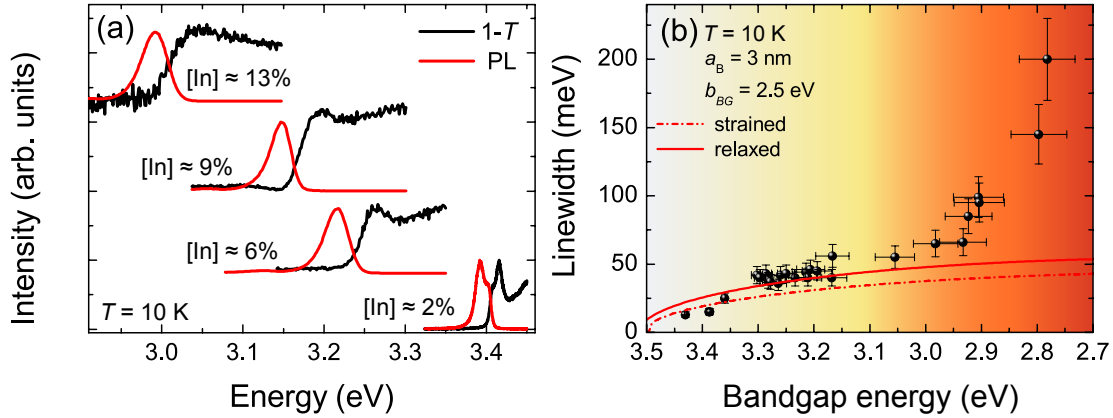 (a)
1-T
PL
[In] ≈ 13%
[In] ≈ 9%
[In] ≈ 6%
[In] ≈ 2%
T = 10 K
Intensity (arb. units)
3.0 3.1 3.2 3.3 3.4
Energy (eV)
(b)
T = 10 K
a_B = 3 nm
b_BG = 2.5 eV
strained
relaxed
200
150
100
50
0
Linewidth (meV)
3.5 3.4 3.3 3.2 3.1 3.0 2.9 2.8 2.7
Bandgap energy (eV)